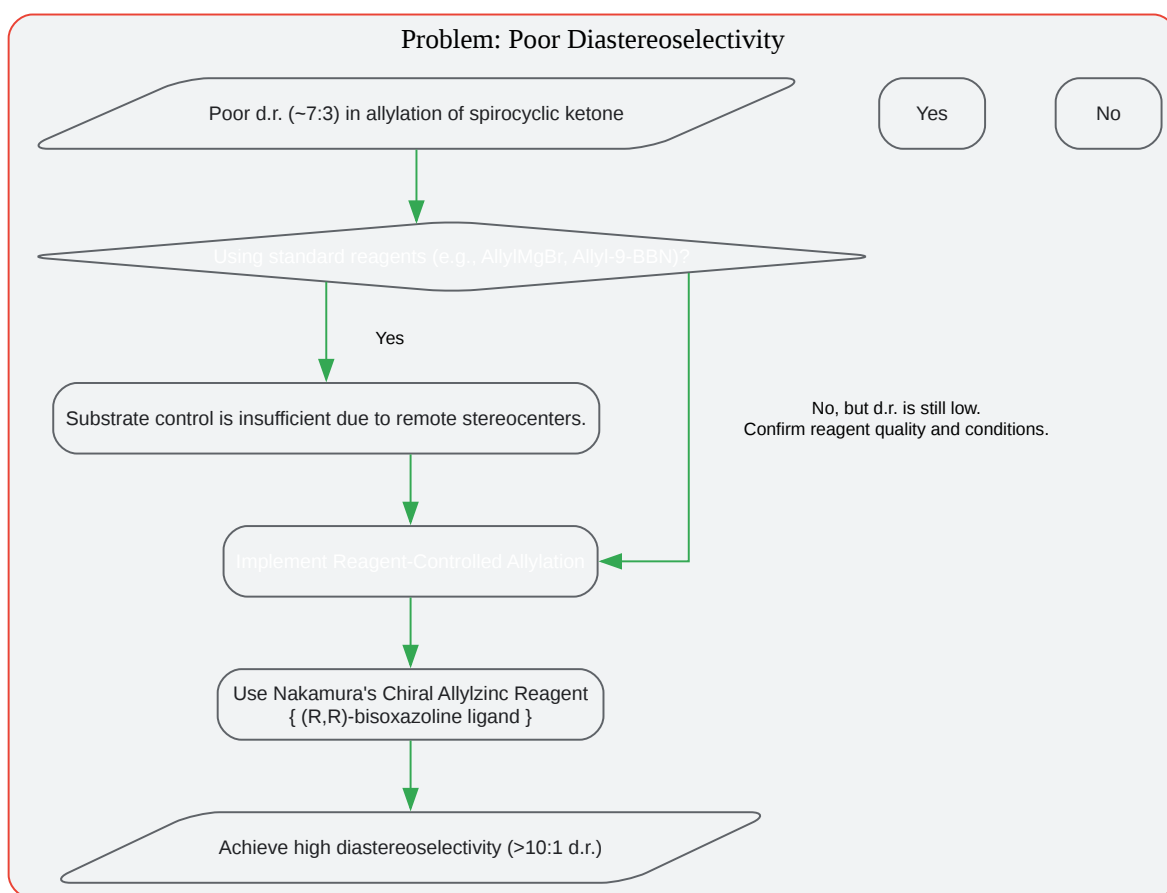 Problem: Poor Diastereoselectivity
Poor d.r. (~7:3) in allylation of spirocyclic ketone
Yes
No
Using standard reagents (e.g., AllylMgBr, Allyl-9-BBN)?
Yes
Substrate control is insufficient due to remote stereocenters.
No, but d.r. is still low.
Confirm reagent quality and conditions.
Implement Reagent-Controlled Allylation
Use Nakamura's Chiral Allylzinc Reagent
{ (R,R)-bisoxazoline ligand }
Achieve high diastereoselectivity (>10:1 d.r.)